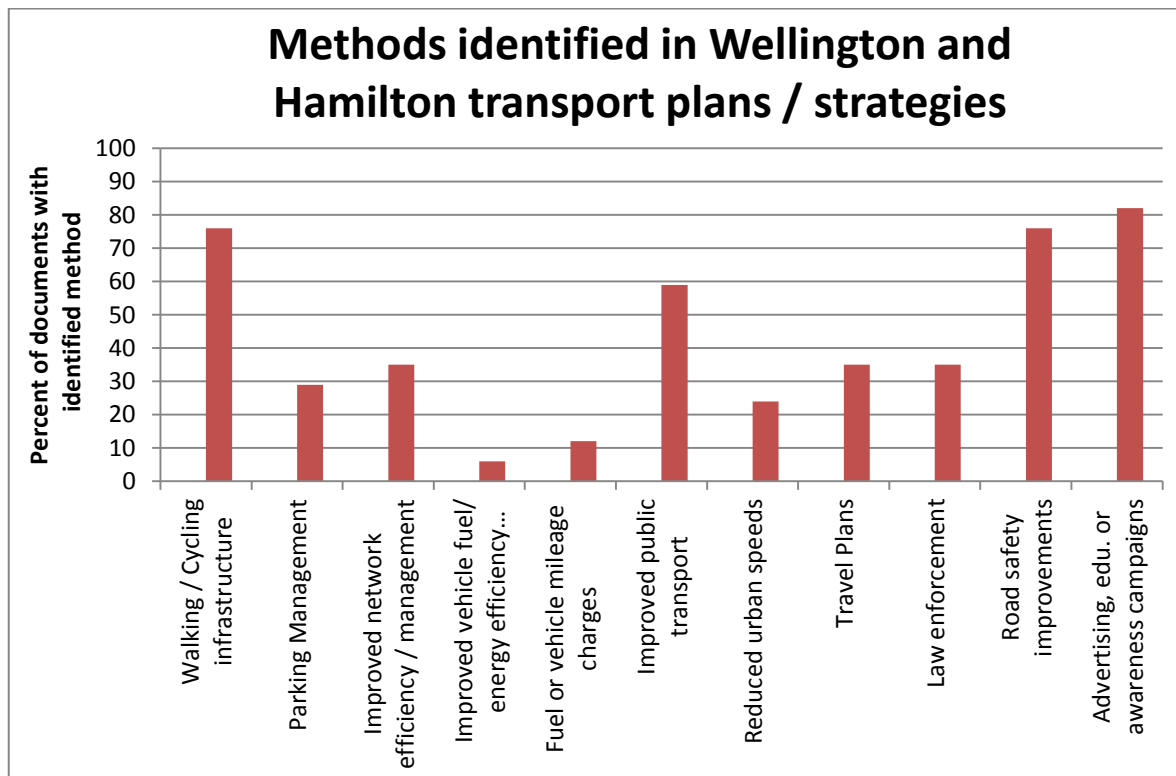 Methods identified in Wellington and
Hamilton transport plans / strategies
Percent of documents with
identified method
100
90
80
70
60
50
40
30
20
10
0
Walking / Cycling
infrastructure
Parking Management
Improved network
efficiency / management
Improved vehicle fuel/
energy efficiency...
Fuel or vehicle mileage
charges
Improved public
transport
Reduced urban speeds
Travel Plans
Law enforcement
Road safety
improvements
Advertising, edu. or
awareness campaigns